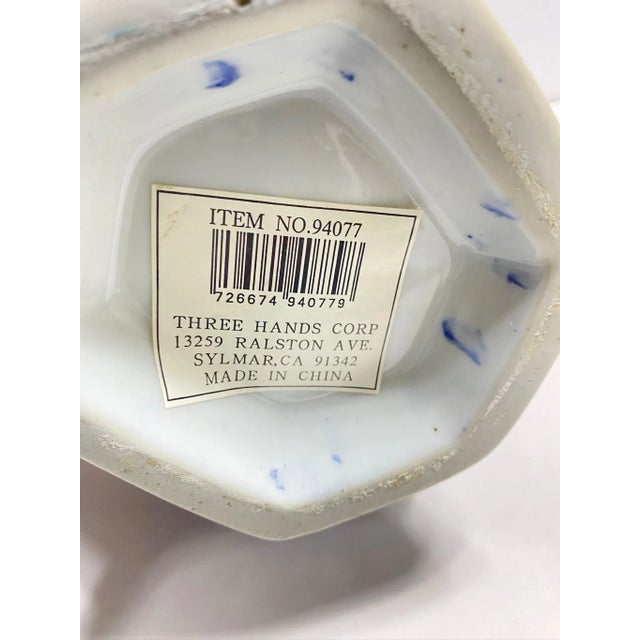 ITEM NO.94077
726674 940779
THREE HANDS CORP
13259 RALSTON AVE.
SYLMAR,CA 91342
MADE IN CHINA